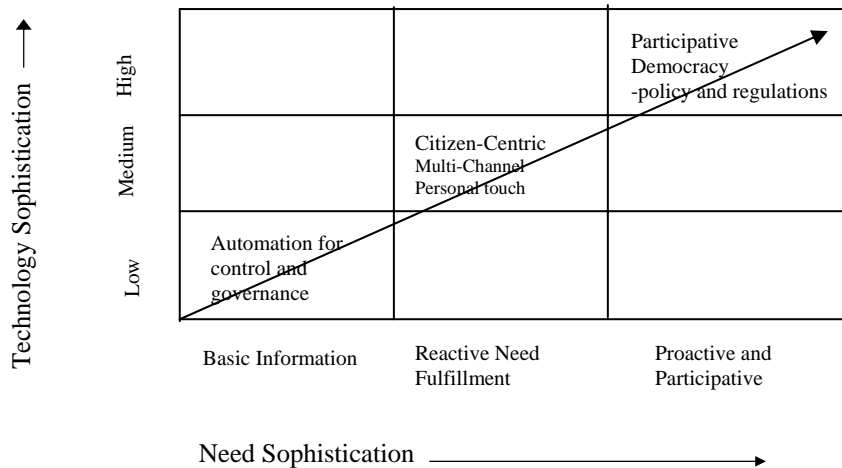 Technology Sophistication
High
Medium
Low
Participative
Democracy
-policy and regulations
Citizen-Centric
Multi-Channel
Personal touch
Automation for
control and
governance
Basic Information
Reactive Need
Fulfillment
Proactive and
Participative
Need Sophistication